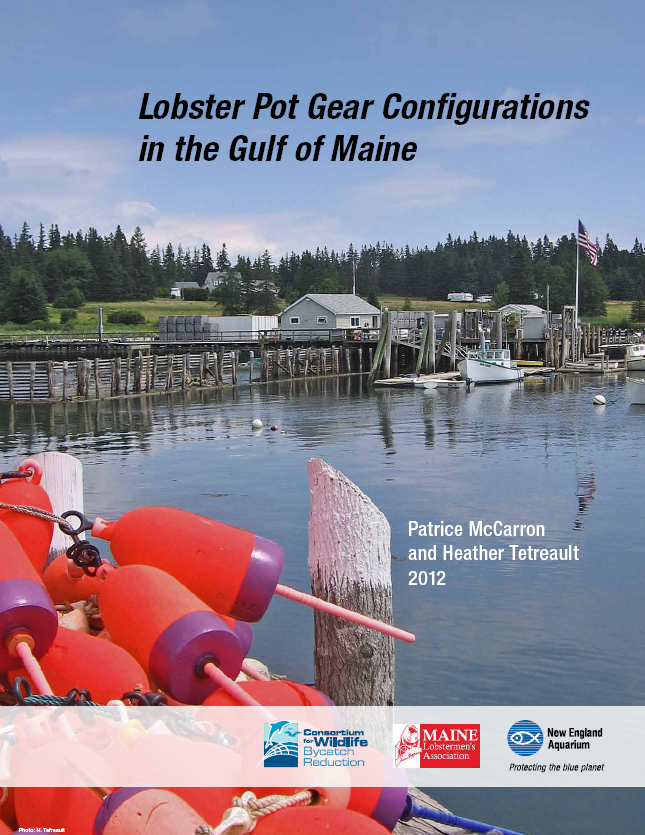 Lobster Pot Gear Configurations
in the Gulf of Maine
Patrice McCarron
and Heather Tetreault
2012
Consortium
for Wildlife
Bycatch
Reduction
MAINE
Lobstermen's
Association
New England
Aquarium
Protecting the blue planet
Photo: H. Tetreault